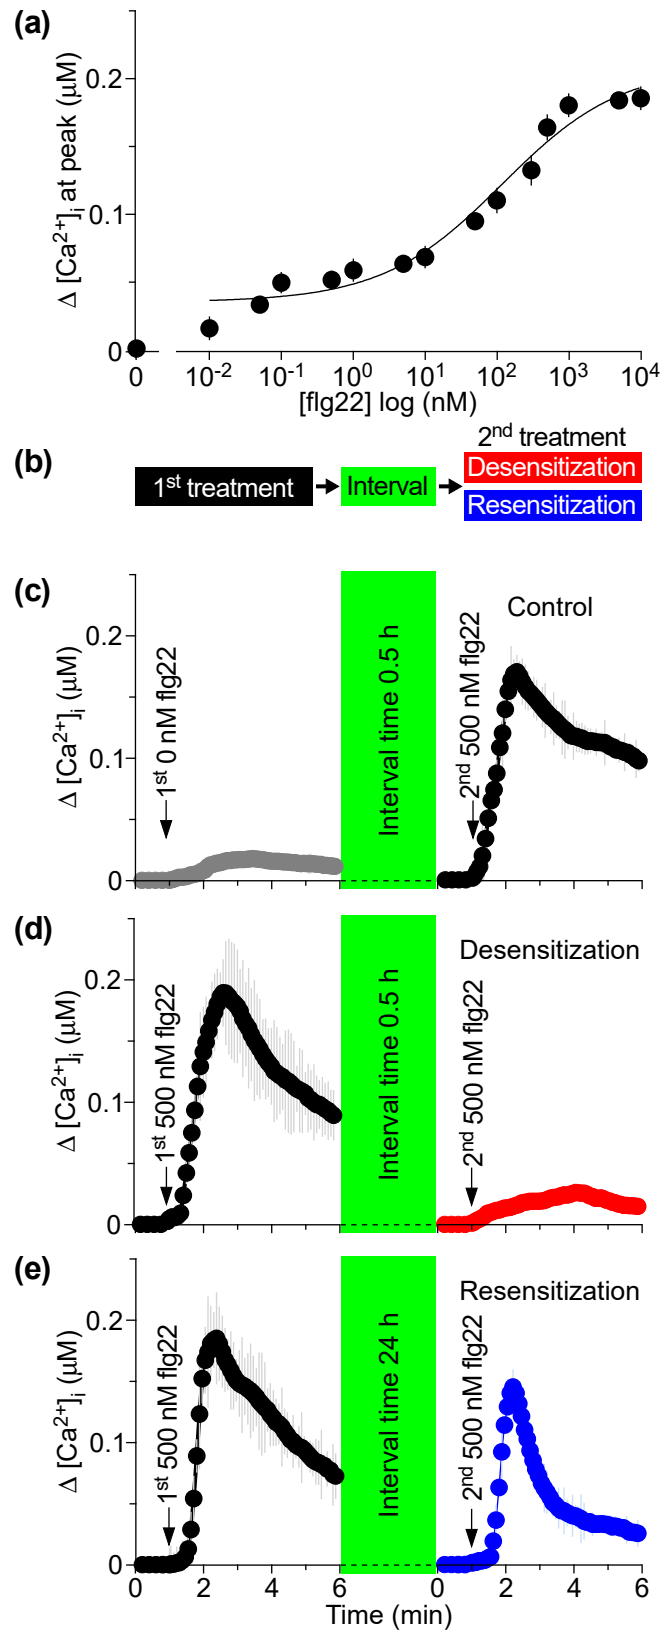 (a)
Δ [Ca²⁺]ᵢ at peak (μM)
0.2
0.1
0
0 10⁻² 10⁻¹ 10⁰ 10¹ 10² 10³ 10⁴
[flg22] log (nM)
(b)
1ˢᵗ treatment
Interval
2ⁿᵈ treatment
Desensitization
Resensitization
(c)
Δ [Ca²⁺]ᵢ (μM)
0.2
0.1
0
1ˢᵗ 0 nM flg22
Interval time 0.5 h
2ⁿᵈ 500 nM flg22
Control
0 2 4 6
(d)
Δ [Ca²⁺]ᵢ (μM)
0.2
0.1
0
1ˢᵗ 500 nM flg22
Interval time 0.5 h
2ⁿᵈ 500 nM flg22
Desensitization
(e)
Δ [Ca²⁺]ᵢ (μM)
0.2
0.1
0
1ˢᵗ 500 nM flg22
Interval time 24 h
2ⁿᵈ 500 nM flg22
Resensitization
0 2 4 6 0 2 4 6
Time (min)